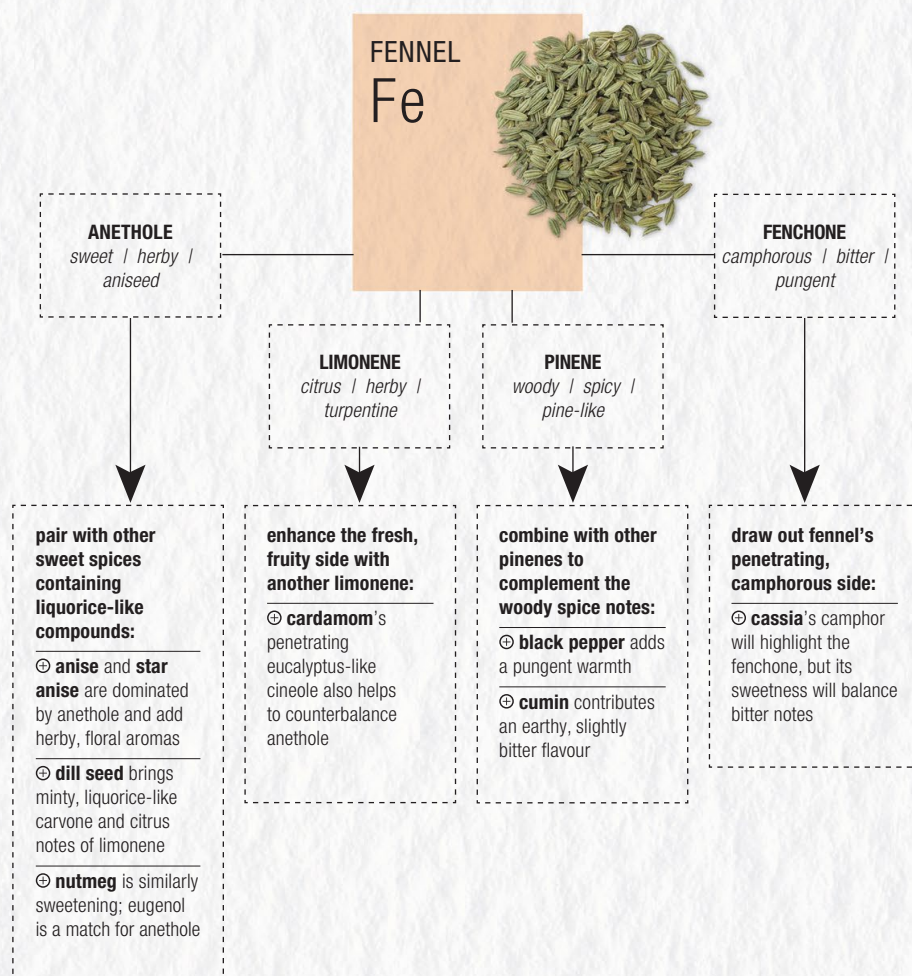 FENNEL
Fe
ANETHOLE
sweet | herby |
aniseed
FENCHONE
camphorous | bitter |
pungent
LIMONENE
citrus | herby |
turpentine
PINENE
woody | spicy |
pine-like
pair with other
sweet spices
containing
liquorice-like
compounds:
⊕ anise and star
anise are dominated
by anethole and add
herby, floral aromas
⊕ dill seed brings
minty, liquorice-like
carvone and citrus
notes of limonene
⊕ nutmeg is similarly
sweetening; eugenol
is a match for anethole
enhance the fresh,
fruity side with
another limonene:
⊕ cardamom’s
penetrating
eucalyptus-like
cineole also helps
to counterbalance
anethole
combine with other
pinenes to
complement the
woody spice notes:
⊕ black pepper adds
a pungent warmth
⊕ cumin contributes
an earthy, slightly
bitter flavour
draw out fennel’s
penetrating,
camphorous side:
⊕ cassia’s camphor
will highlight the
fenchone, but its
sweetness will balance
bitter notes